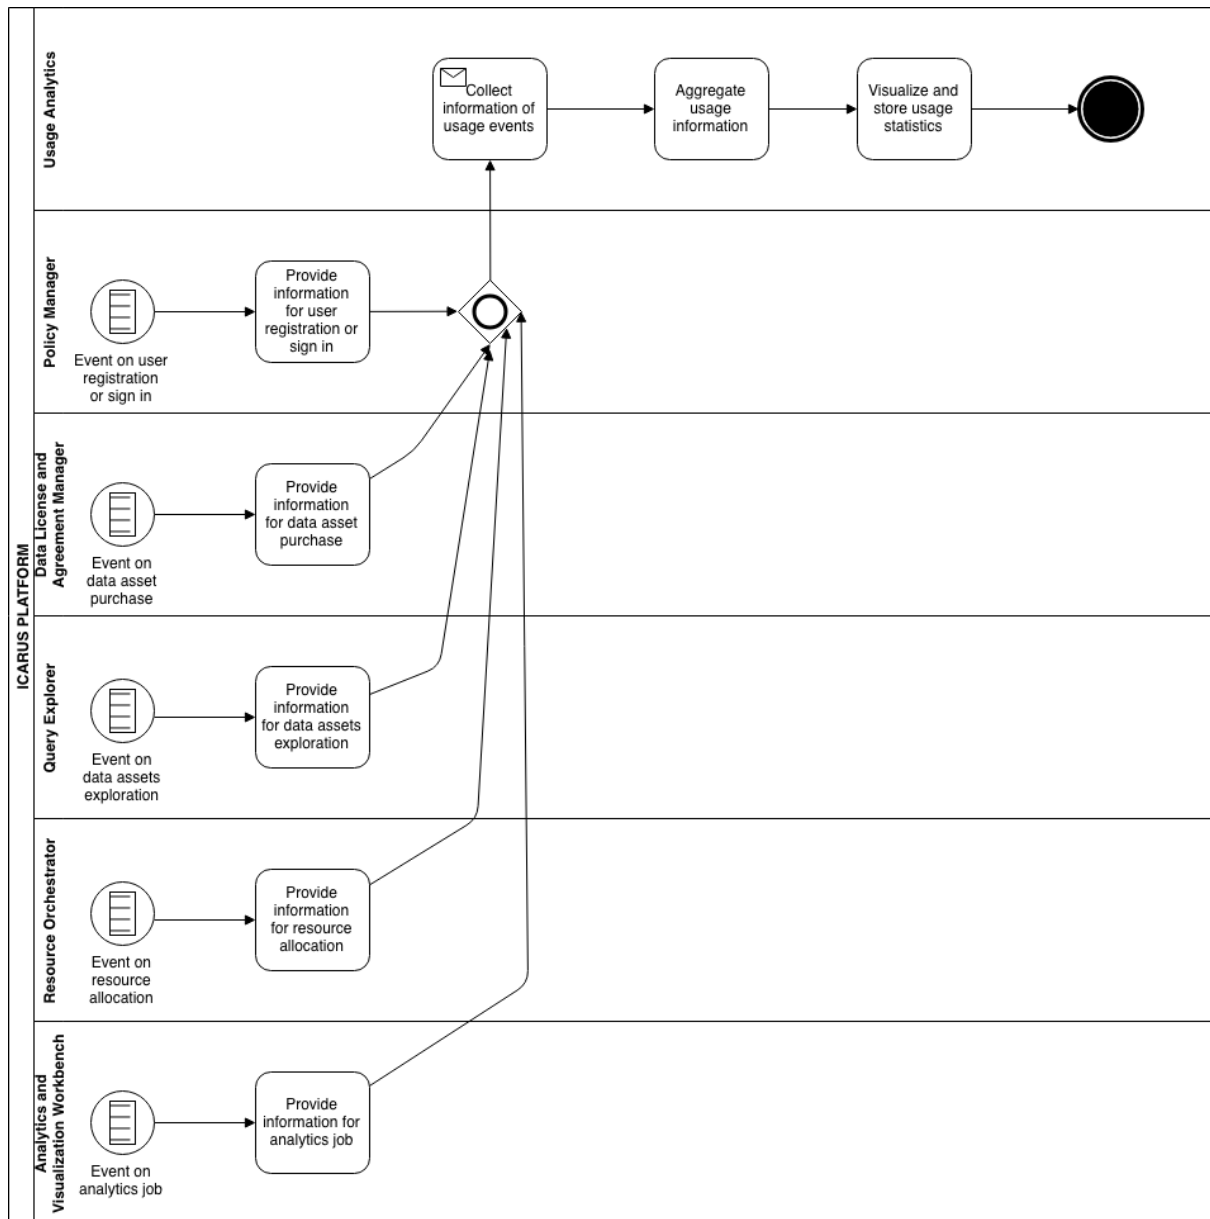 ICARUS PLATFORM
Usage Analytics
Collect
information of
usage events
Aggregate
usage
information
Visualize and
store usage
statistics
Policy Manager
Event on user
registration
or sign in
Provide
information
for user
registration or
sign in
Data License and
Agreement Manager
Event on
data asset
purchase
Provide
information
for data asset
purchase
Query Explorer
Event on
data assets
exploration
Provide
information
for data assets
exploration
Resource Orchestrator
Event on
resource
allocation
Provide
information
for resource
allocation
Analytics and
Visualization Workbench
Event on
analytics job
Provide
information for
analytics job